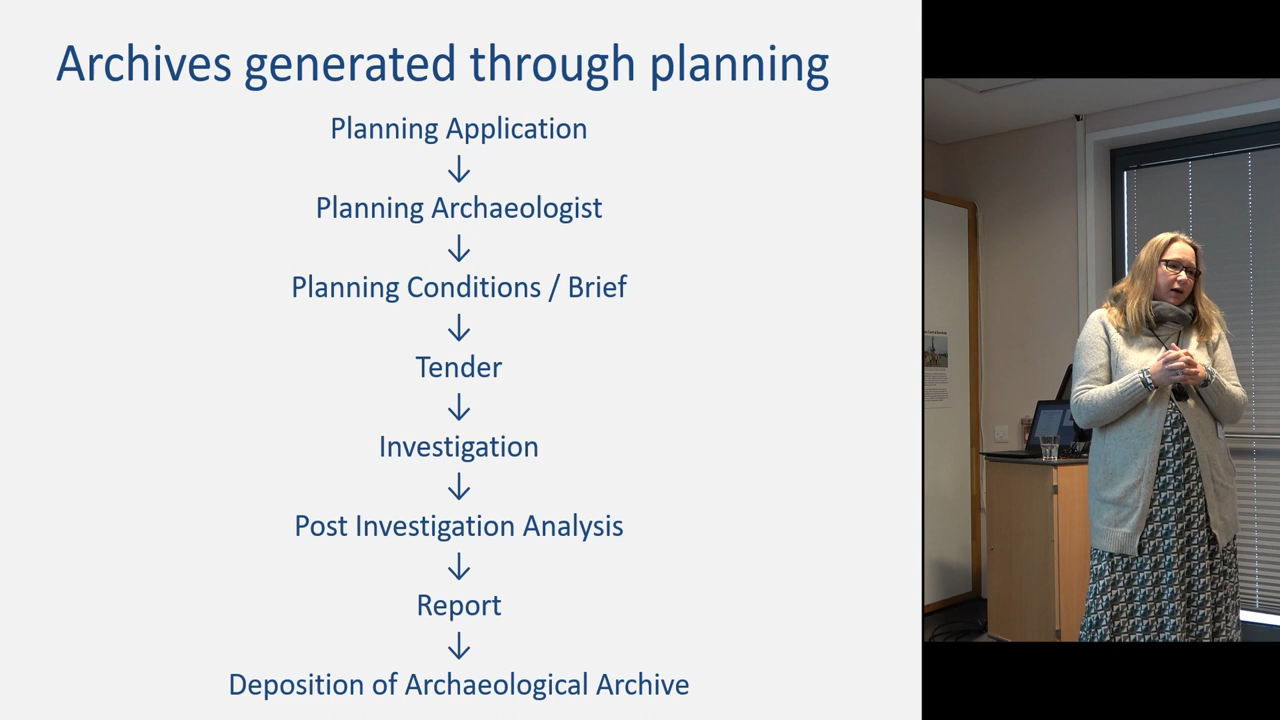 Archives generated through planning
Planning Application
↓
Planning Archaeologist
↓
Planning Conditions / Brief
↓
Tender
↓
Investigation
↓
Post Investigation Analysis
↓
Report
↓
Deposition of Archaeological Archive